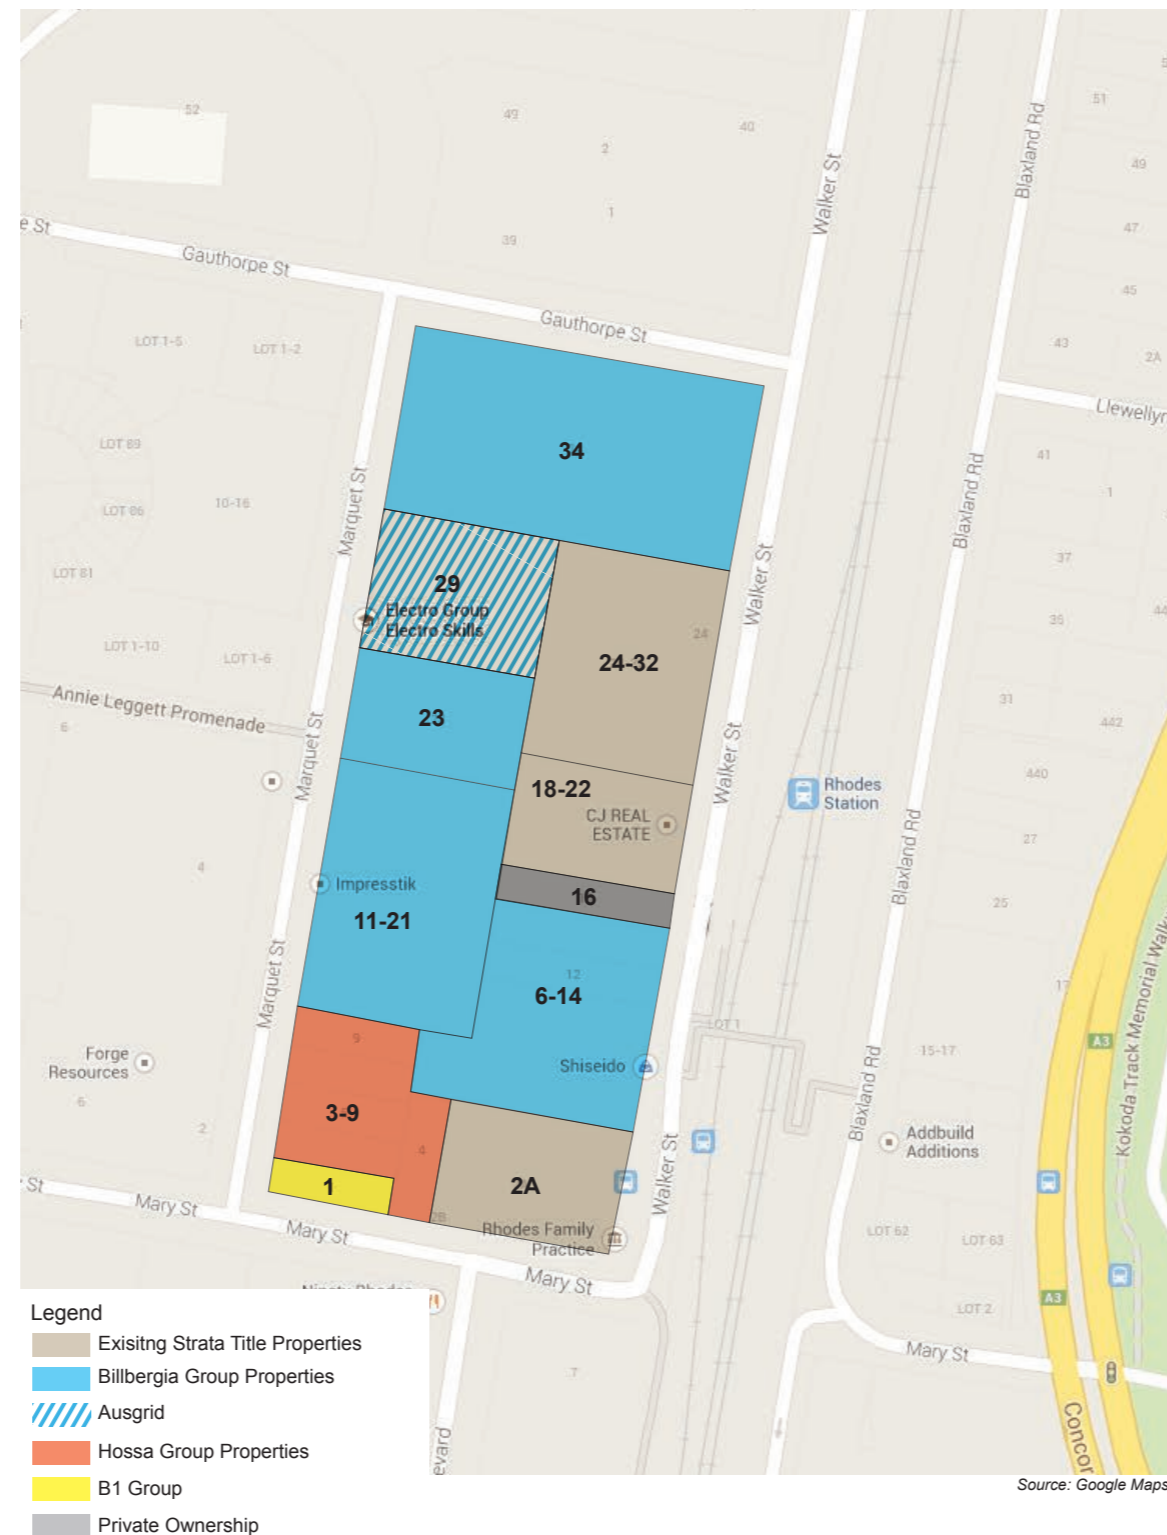 52
49
2
40
1
39
51
49
47
45
43
2A
e St
Gauthorpe St
Gauthorpe St
Walker St
Blaxland Rd
LOT 1-5
LOT 1-2
Llewellyn
34
LOT 89
41
1
Marquet St
10-16
LOT 86
Blaxland Rd
37
LOT 81
29
Walker St
Electro Group
Electro Skills
24
35
LOT 1-10
LOT 1-6
24-32
Annie Leggett Promenade
6
23
31
442
Marquet St
Walker St
440
18-22
Rhodes
Station
CJ REAL
ESTATE
27
Blaxland Rd
4
Impresstik
16
25
11-21
Kokoda Track Memorial Walk
12
6-14
17
Marquet St
LOT 1
A3
9
15-17
Forge
Resources
Shiseido
6
3-9
2
4
Blaxland Rd
Addbuild
Additions
Walker St
1
2A
St
Mary St
2B
Mary St
Rhodes Family
Practice
LOT 62
LOT 63
Mary St
A3
LOT 2
Mary St
7
evard
Concor
Legend
Exisitng Strata Title Properties
Billbergia Group Properties
Ausgrid
Hossa Group Properties
B1 Group
Private Ownership
Source: Google Maps